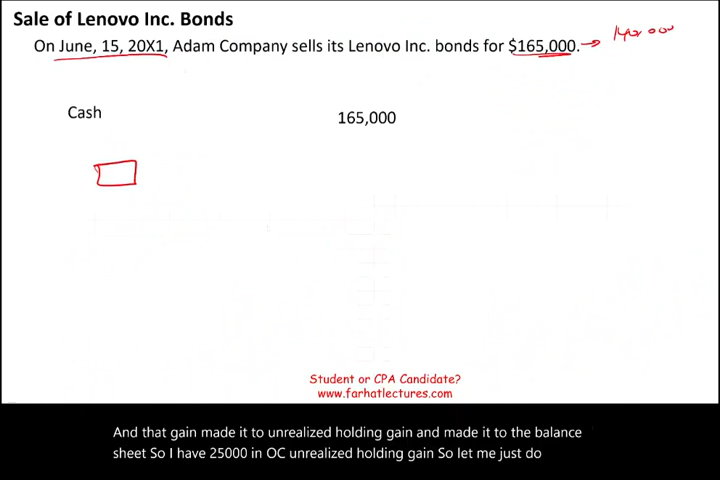 Sale of Lenovo Inc. Bonds
On June, 15, 20X1, Adam Company sells its Lenovo Inc. bonds for $165,000.
Cash 165,000
Student or CPA Candidate?
www.farhatlectures.com
And that gain made it to unrealized holding gain and made it to the balance
sheet So I have 25000 in OC unrealized holding gain So let me just do